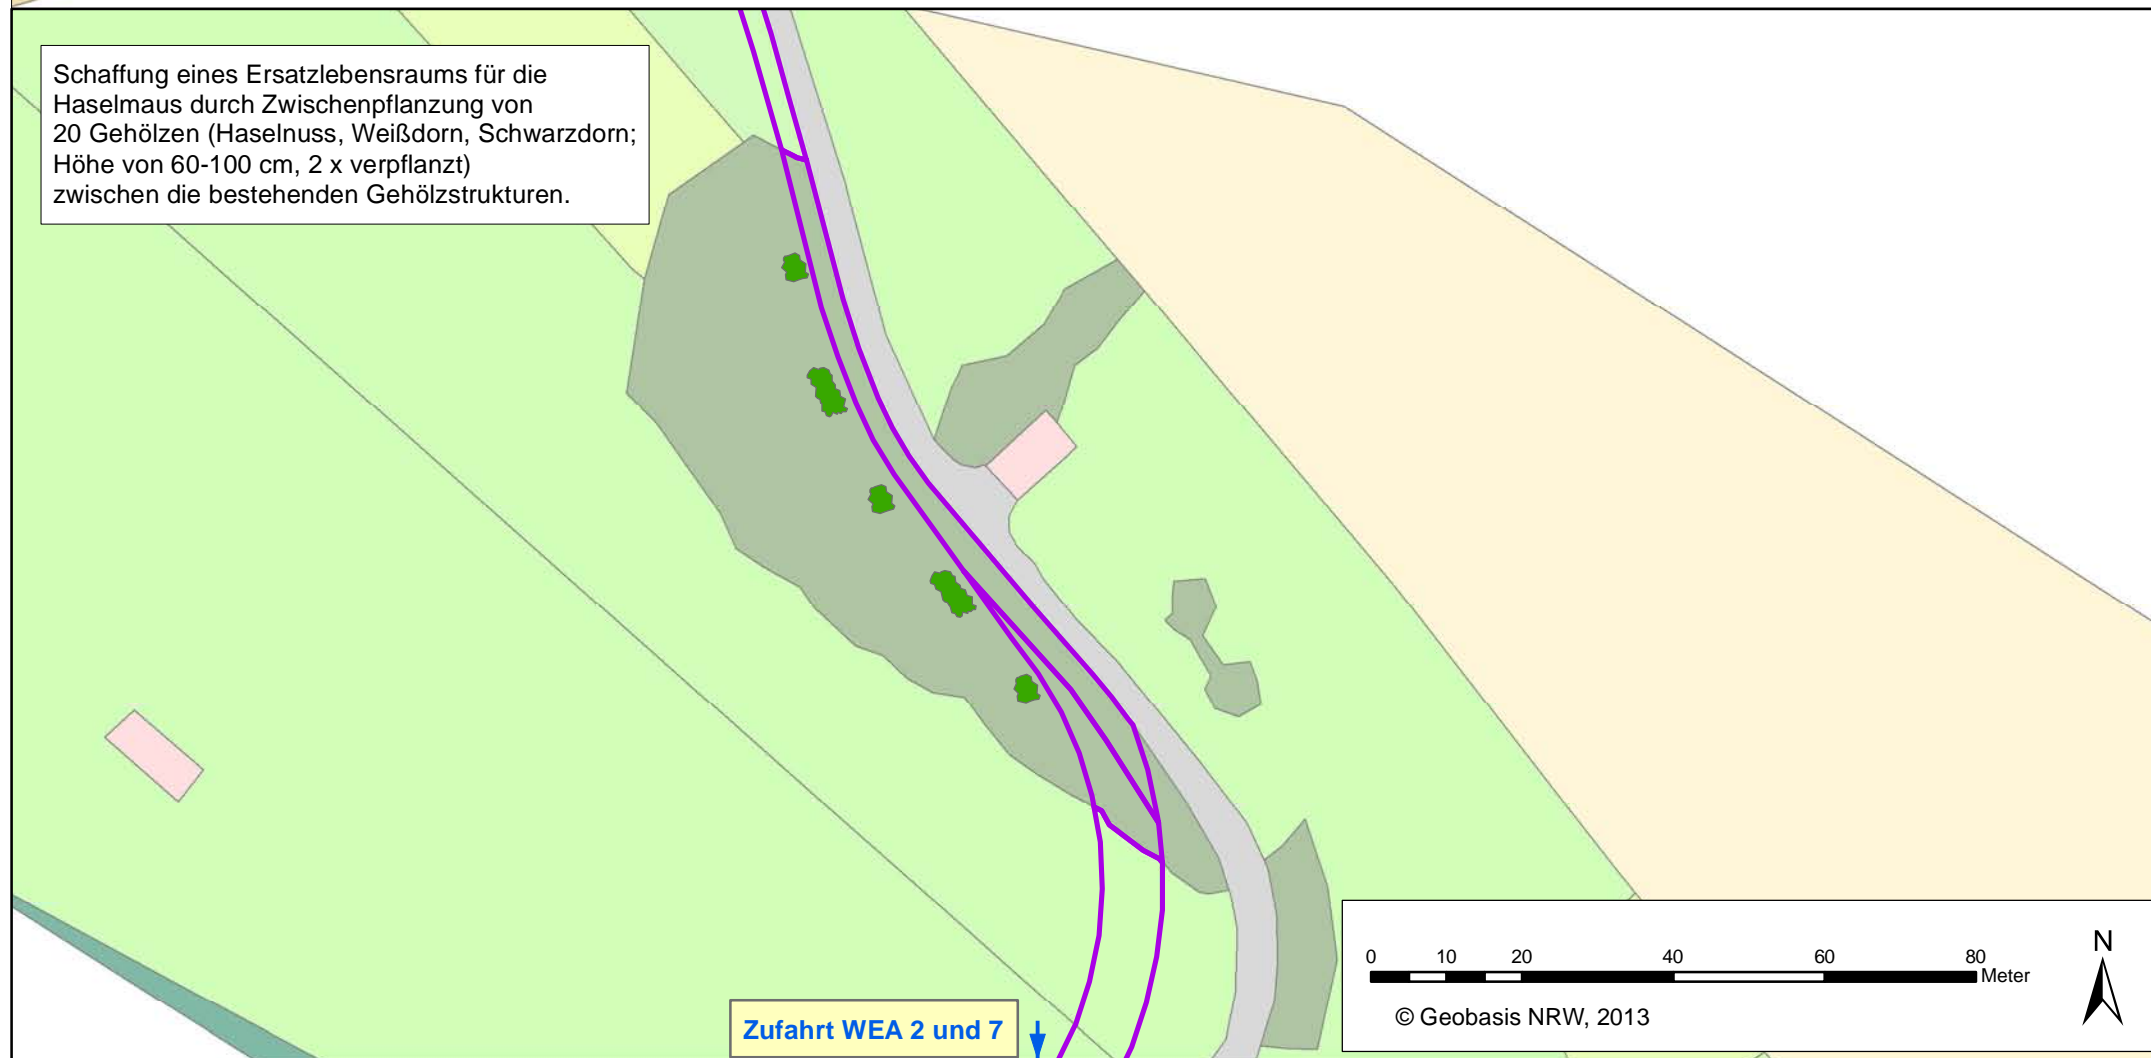 Schaffung eines Ersatzlebensraums für die
Haselmaus durch Zwischenpflanzung von
20 Gehölzen (Haselnuss, Weißdorn, Schwarzdorn;
Höhe von 60-100 cm, 2 x verpflanzt)
zwischen die bestehenden Gehölzstrukturen.
Zufahrt WEA 2 und 7
0 10 20 40 60 80
Meter
© Geobasis NRW, 2013
N